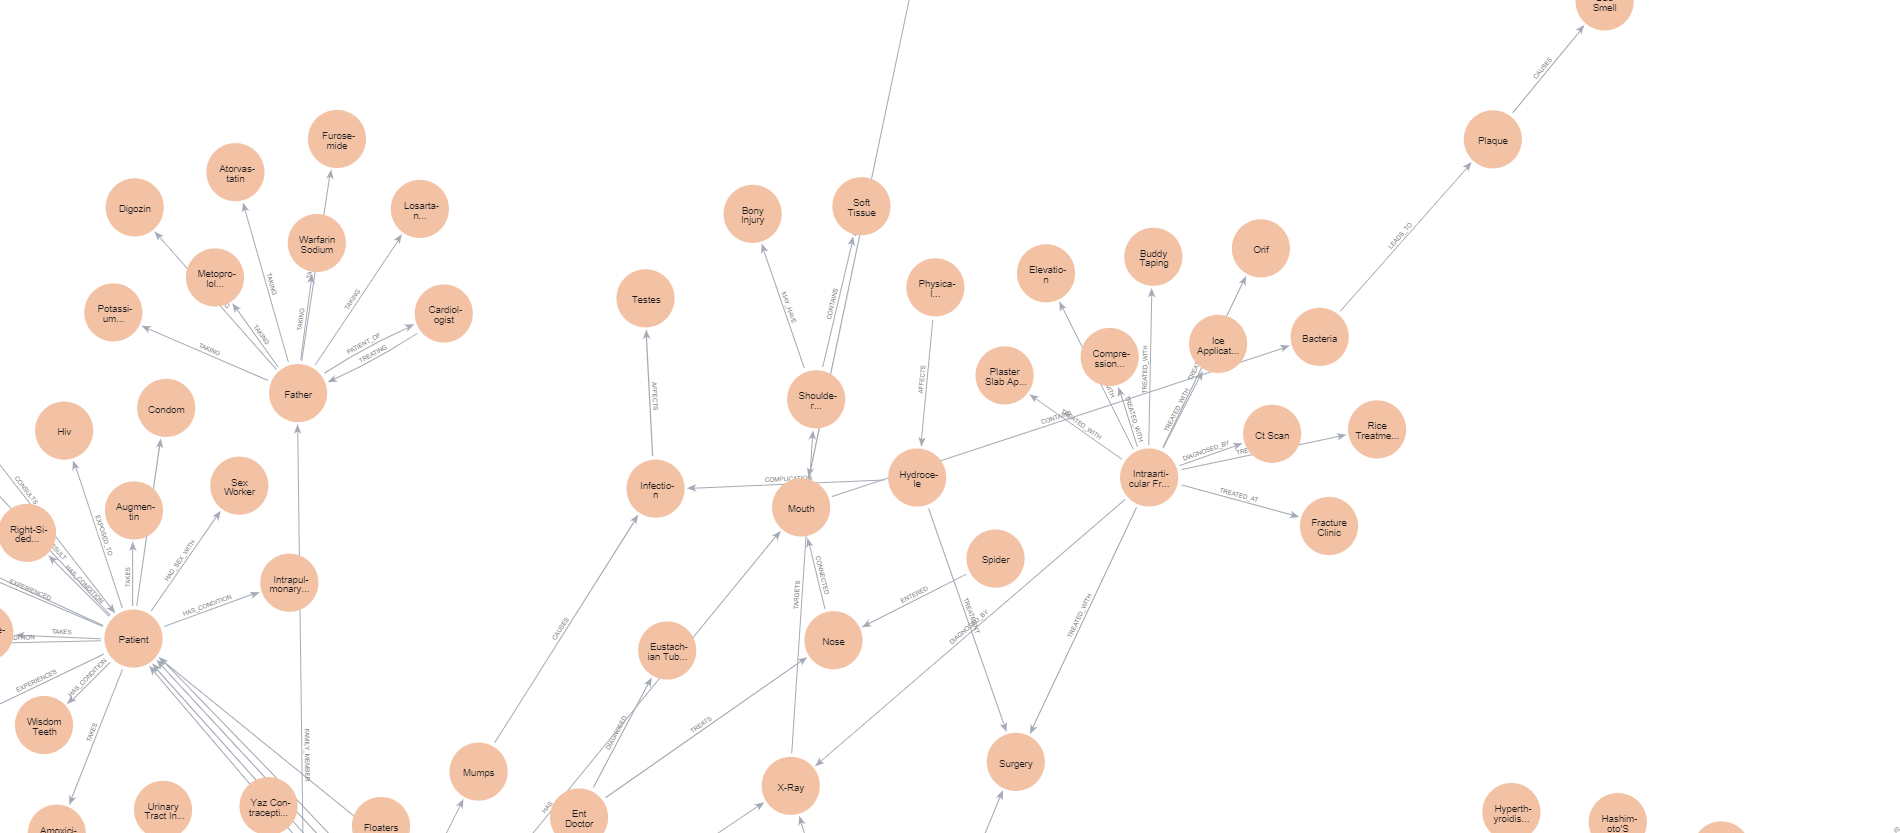 Smell
CAUSES
Plaque
LEADS_TO
Bacteria
Furose-
mide
Atorvas-
tatin
Digozin
Losarta-
n...
Warfarin
Sodium
Metopro-
lol...
Potassi-
um...
Cardiol-
ogist
TAKING
TAKING
TAKING
TAKING
TAKING
PATIENT_OF
TREATING
Father
Bony
Injury
Soft
Tissue
MAY_HAVE
CONTAINS
Shoulde-
r...
Testes
AFFECTS
Infectio-
n
Physica-
l...
AFFECTS
Hydroce-
le
COMPLICATION
Mouth
Elevatio-
n
Buddy
Taping
Orif
Compre-
ssion...
Ice
Applicat...
Plaster
Slab Ap...
TREATED_WITH
TREATED_WITH
TREATED_WITH
TREATED_WITH
Ct Scan
Rice
Treatme...
DIAGNOSED_BY
Intraarti-
cular Fr...
TREATED_AT
Fracture
Clinic
Condom
Hiv
Sex
Worker
Augmen-
tin
Right-Si-
ded...
CONSULTS
EXPOSED_TO
HAS_CONDITION
TAKES
HAD_SEX_WITH
HAS_CONDITION
Intrapul-
monary...
EXPERIENCED
Patient
TAKES
EXPERIENCES
HAS_CONDITION
Wisdom
Teeth
TAKES
FAMILY_MEMBER
Amoxici-
Urinary
Tract In...
Yaz Con-
tracepti...
Floaters
Mumps
CAUSES
Eustach-
ian Tub...
DIAGNOSED
HAS
Ent
Doctor
TREATS
Nose
CONNECTED
TARGETS
ENTERED
Spider
X-Ray
DIAGNOSED_BY
TREATED_WITH
Surgery
Hyperth-
yroidis...
Hashim-
oto'S